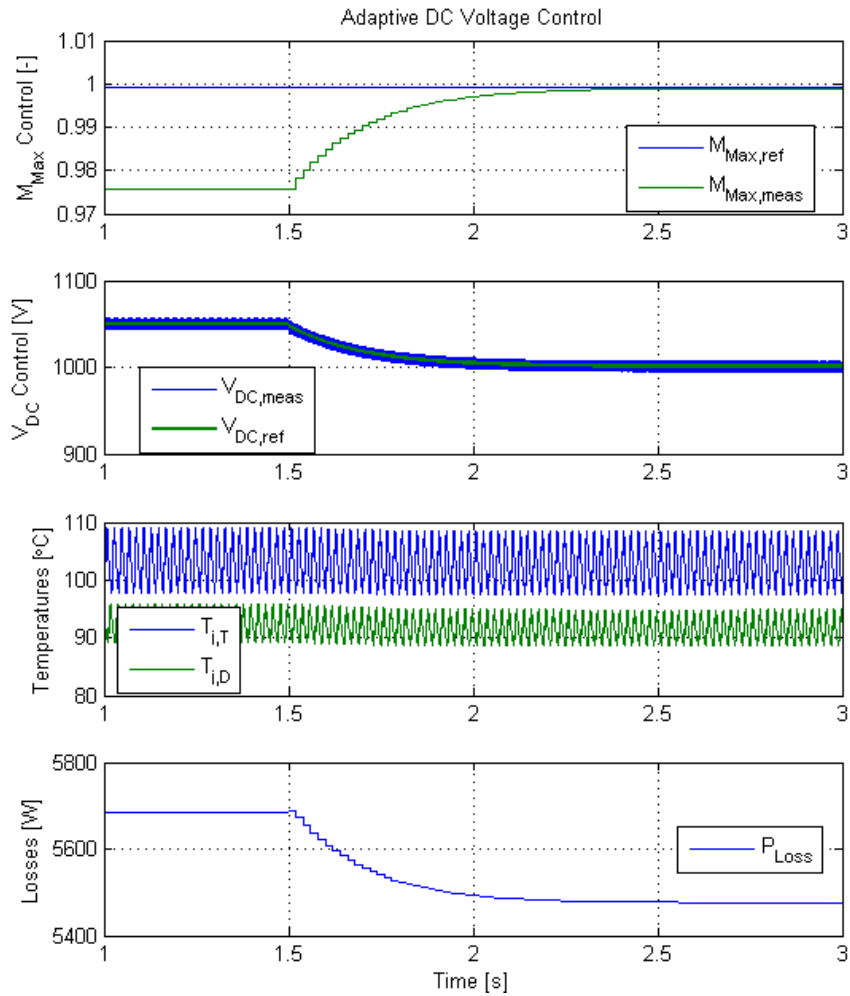 Adaptive DC Voltage Control
M_Max Control [-]
1.01
1
0.99
0.98
0.97
M_Max,ref
M_Max,meas
1 1.5 2 2.5 3
V_DC Control [V]
1100
1000
900
V_DC,meas
V_DC,ref
1 1.5 2 2.5 3
Temperatures [°C]
110
100
90
80
T_i,T
T_i,D
1 1.5 2 2.5 3
Losses [W]
5800
5600
5400
P_Loss
1 1.5 2 2.5 3
Time [s]